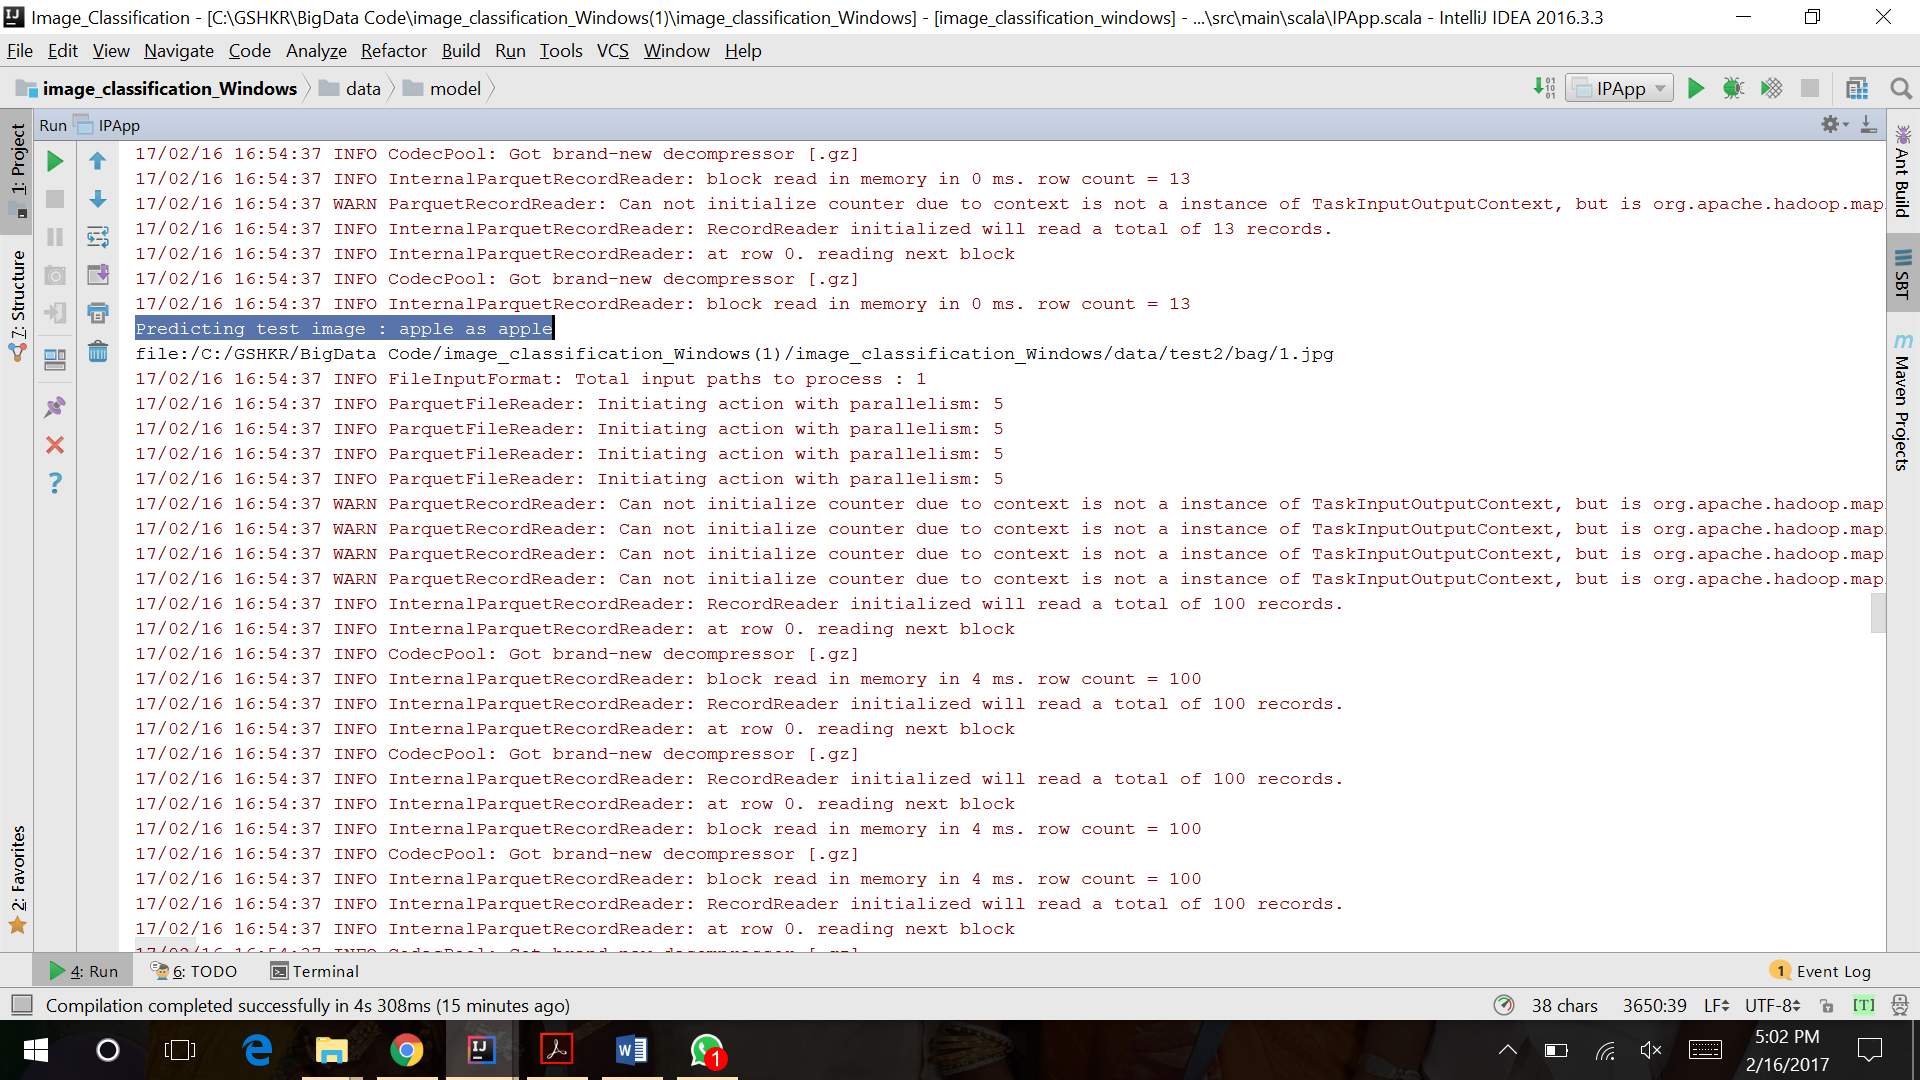 Image_Classification - [C:\GSHKR\BigData Code\image_classification_Windows(1)\image_classification_Windows] - [image_classification_windows] - ...\src\main\scala\IPApp.scala - IntelliJ IDEA 2016.3.3
File Edit View Navigate Code Analyze Refactor Build Run Tools VCS Window Help
image_classification_Windows data model IPApp
Run IPApp
1: Project
7: Structure
2: Favorites
Ant Build
SBT
Maven Projects
17/02/16 16:54:37 INFO CodecPool: Got brand-new decompressor [.gz]
17/02/16 16:54:37 INFO InternalParquetRecordReader: block read in memory in 0 ms. row count = 13
17/02/16 16:54:37 WARN ParquetRecordReader: Can not initialize counter due to context is not a instance of TaskInputOutputContext, but is org.apache.hadoop.map
17/02/16 16:54:37 INFO InternalParquetRecordReader: RecordReader initialized will read a total of 13 records.
17/02/16 16:54:37 INFO InternalParquetRecordReader: at row 0. reading next block
17/02/16 16:54:37 INFO CodecPool: Got brand-new decompressor [.gz]
17/02/16 16:54:37 INFO InternalParquetRecordReader: block read in memory in 0 ms. row count = 13
Predicting test image : apple as apple
file:/C:/GSHKR/BigData Code/image_classification_Windows(1)/image_classification_Windows/data/test2/bag/1.jpg
17/02/16 16:54:37 INFO FileInputFormat: Total input paths to process : 1
17/02/16 16:54:37 INFO ParquetFileReader: Initiating action with parallelism: 5
17/02/16 16:54:37 INFO ParquetFileReader: Initiating action with parallelism: 5
17/02/16 16:54:37 INFO ParquetFileReader: Initiating action with parallelism: 5
17/02/16 16:54:37 INFO ParquetFileReader: Initiating action with parallelism: 5
17/02/16 16:54:37 WARN ParquetRecordReader: Can not initialize counter due to context is not a instance of TaskInputOutputContext, but is org.apache.hadoop.map
17/02/16 16:54:37 WARN ParquetRecordReader: Can not initialize counter due to context is not a instance of TaskInputOutputContext, but is org.apache.hadoop.map
17/02/16 16:54:37 WARN ParquetRecordReader: Can not initialize counter due to context is not a instance of TaskInputOutputContext, but is org.apache.hadoop.map
17/02/16 16:54:37 WARN ParquetRecordReader: Can not initialize counter due to context is not a instance of TaskInputOutputContext, but is org.apache.hadoop.map
17/02/16 16:54:37 INFO InternalParquetRecordReader: RecordReader initialized will read a total of 100 records.
17/02/16 16:54:37 INFO InternalParquetRecordReader: at row 0. reading next block
17/02/16 16:54:37 INFO CodecPool: Got brand-new decompressor [.gz]
17/02/16 16:54:37 INFO InternalParquetRecordReader: block read in memory in 4 ms. row count = 100
17/02/16 16:54:37 INFO InternalParquetRecordReader: RecordReader initialized will read a total of 100 records.
17/02/16 16:54:37 INFO InternalParquetRecordReader: at row 0. reading next block
17/02/16 16:54:37 INFO CodecPool: Got brand-new decompressor [.gz]
17/02/16 16:54:37 INFO InternalParquetRecordReader: RecordReader initialized will read a total of 100 records.
17/02/16 16:54:37 INFO InternalParquetRecordReader: at row 0. reading next block
17/02/16 16:54:37 INFO InternalParquetRecordReader: block read in memory in 4 ms. row count = 100
17/02/16 16:54:37 INFO CodecPool: Got brand-new decompressor [.gz]
17/02/16 16:54:37 INFO InternalParquetRecordReader: block read in memory in 4 ms. row count = 100
17/02/16 16:54:37 INFO InternalParquetRecordReader: RecordReader initialized will read a total of 100 records.
17/02/16 16:54:37 INFO InternalParquetRecordReader: at row 0. reading next block
4: Run 6: TODO Terminal 1 Event Log
Compilation completed successfully in 4s 308ms (15 minutes ago) 38 chars 3650:39 LF UTF-8 [T]
5:02 PM
2/16/2017
1